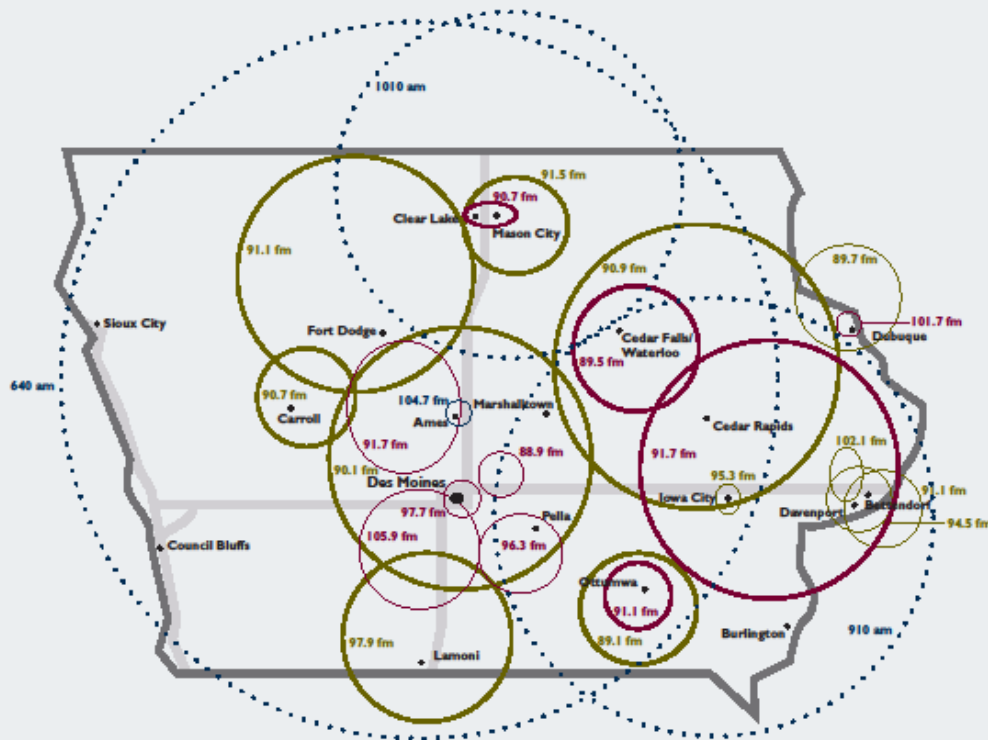 1010 am
91.5 fm
90.7 fm
Clear Lake
Mason City
91.1 fm
90.9 fm
89.7 fm
Sioux City
Fort Dodge
Cedar Falls/
Waterloo
101.7 fm
Dubuque
89.5 fm
640 am
90.7 fm
Carroll
104.7 fm
Ames
Marshalltown
Cedar Rapids
91.7 fm
90.1 fm
88.9 fm
91.7 fm
102.1 fm
Des Moines
95.3 fm
Iowa City
91.1 fm
Bettendorf
Davenport
94.5 fm
97.7 fm
Pella
105.9 fm
96.3 fm
Council Bluffs
Ottumwa
91.1 fm
89.1 fm
Burlington
910 am
97.9 fm
Lamoni